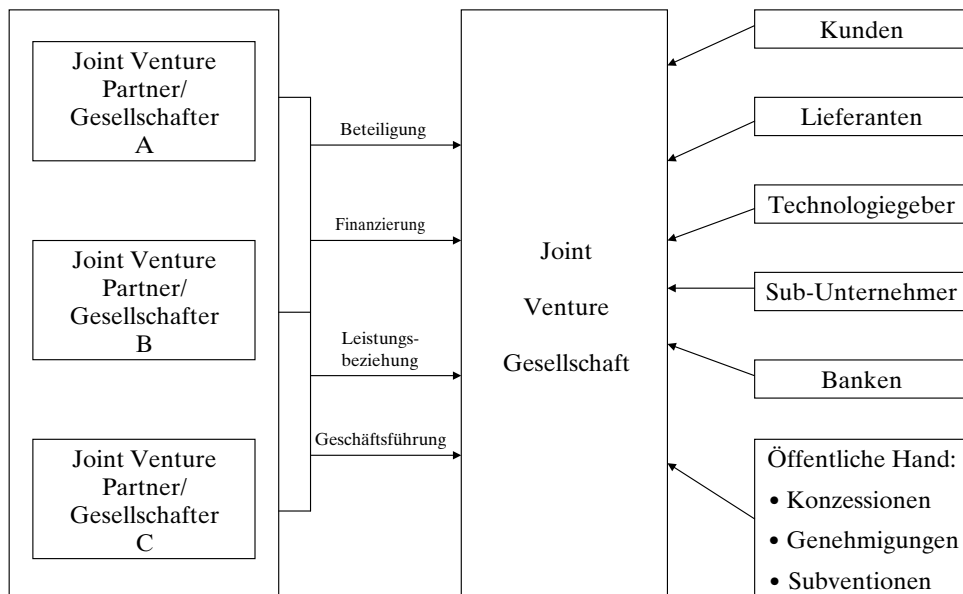 Joint Venture
Partner/
Gesellschafter
A
Joint Venture
Partner/
Gesellschafter
B
Joint Venture
Partner/
Gesellschafter
C
Beteiligung
Finanzierung
Leistungs-
beziehung
Geschäftsführung
Joint
Venture
Gesellschaft
Kunden
Lieferanten
Technologiegeber
Sub-Unternehmer
Banken
Öffentliche Hand:
• Konzessionen
• Genehmigungen
• Subventionen